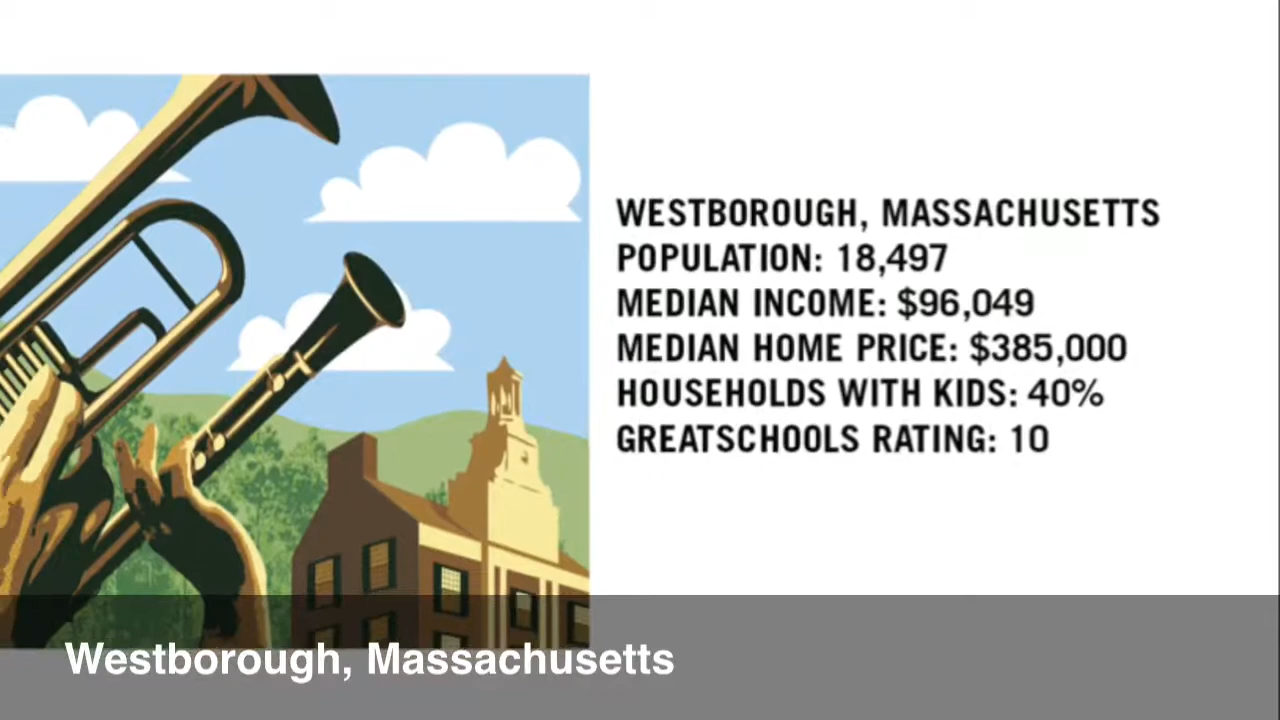 WESTBOROUGH, MASSACHUSETTS
POPULATION: 18,497
MEDIAN INCOME: $96,049
MEDIAN HOME PRICE: $385,000
HOUSEHOLDS WITH KIDS: 40%
GREATSCHOOLS RATING: 10
Westborough, Massachusetts